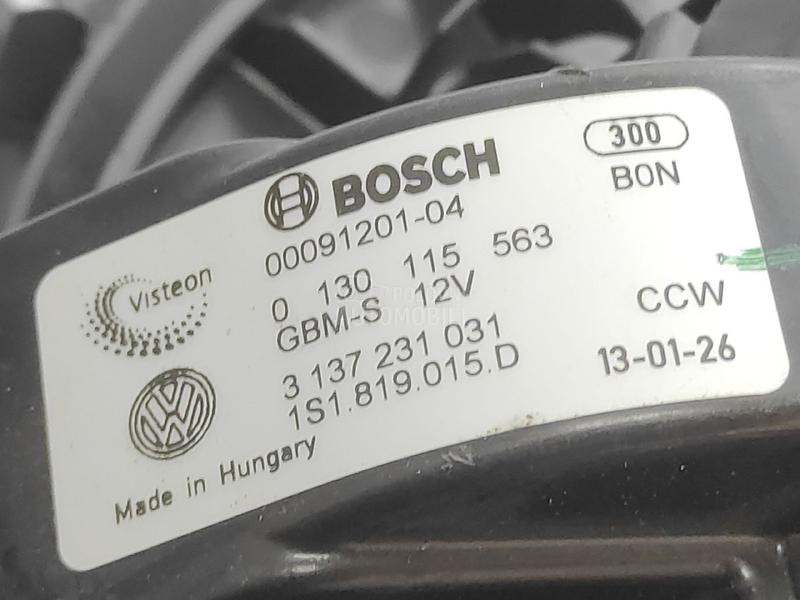 BOSCH
300
00091201-04
BON
Visteon
0 130 115 563
GBM-S 12V
CCW
3 137 231 031
13-01-26
1S1.819.015.D
Made in Hungary